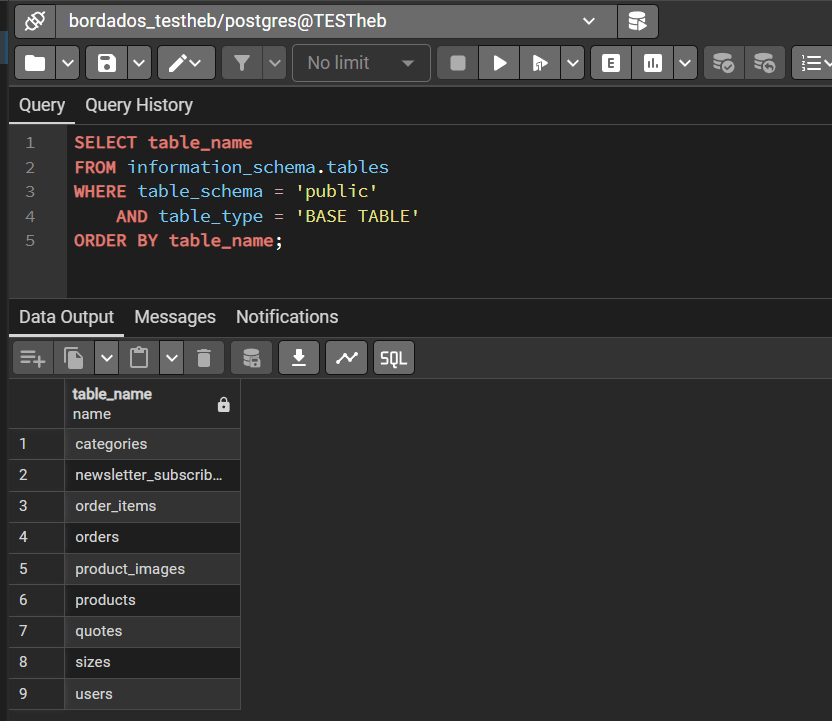 bordados_testheb/postgres@TESTheb
No limit
E
Query Query History
1 SELECT table_name
2 FROM information_schema.tables
3 WHERE table_schema = 'public'
4 AND table_type = 'BASE TABLE'
5 ORDER BY table_name;
Data Output Messages Notifications
SQL
table_name
name
1 categories
2 newsletter_subscrib...
3 order_items
4 orders
5 product_images
6 products
7 quotes
8 sizes
9 users